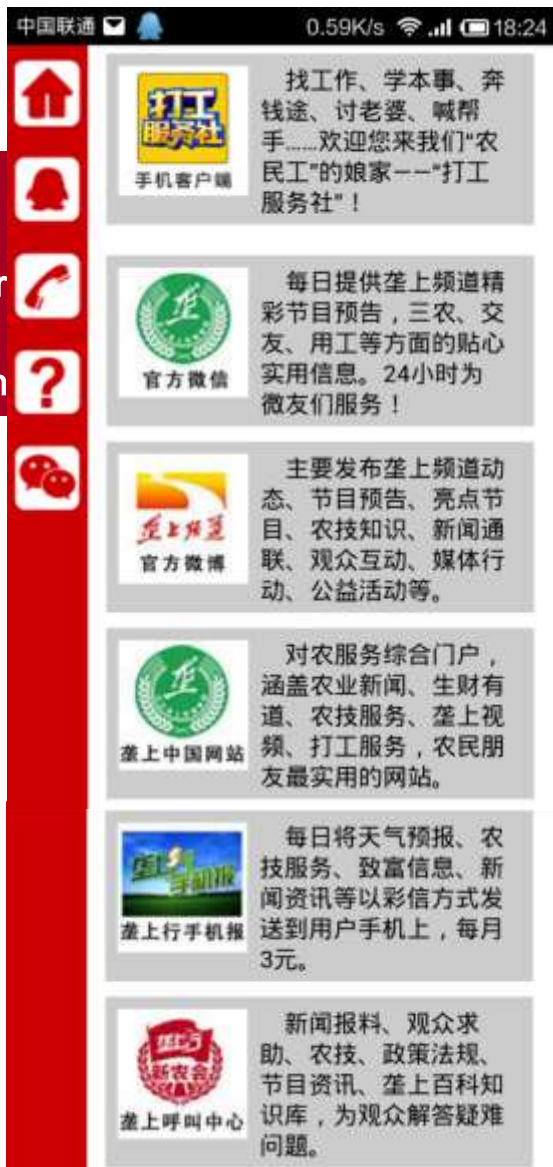 中国联通 0.59K/s 18:24
打工
服务社
手机客户端
找工作、学本事、奔
钱途、讨老婆、喊帮
手……欢迎您来我们“农
民工”的娘家——“打工
服务社”！
垄
官方微信
每日提供垄上频道精
彩节目预告，三农、交
友、用工等方面的贴心
实用信息。24小时为
微友们服务！
垄上频道
官方微博
主要发布垄上频道动
态、节目预告、亮点节
目、农技知识、新闻通
联、观众互动、媒体行
动、公益活动等。
垄
垄上中国网站
对农服务综合门户，
涵盖农业新闻、生财有
道、农技服务、垄上视
频、打工服务，农民朋
友最实用的网站。
垄上行
手机报
垄上行手机报
每日将天气预报、农
技服务、致富信息、新
闻资讯等以彩信方式发
送到用户手机上，每月
3元。
垄上行
新农会
垄上呼叫中心
新闻报料、观众求
助、农技、政策法规、
节目资讯、垄上百科知
识库，为观众解答疑难
问题。